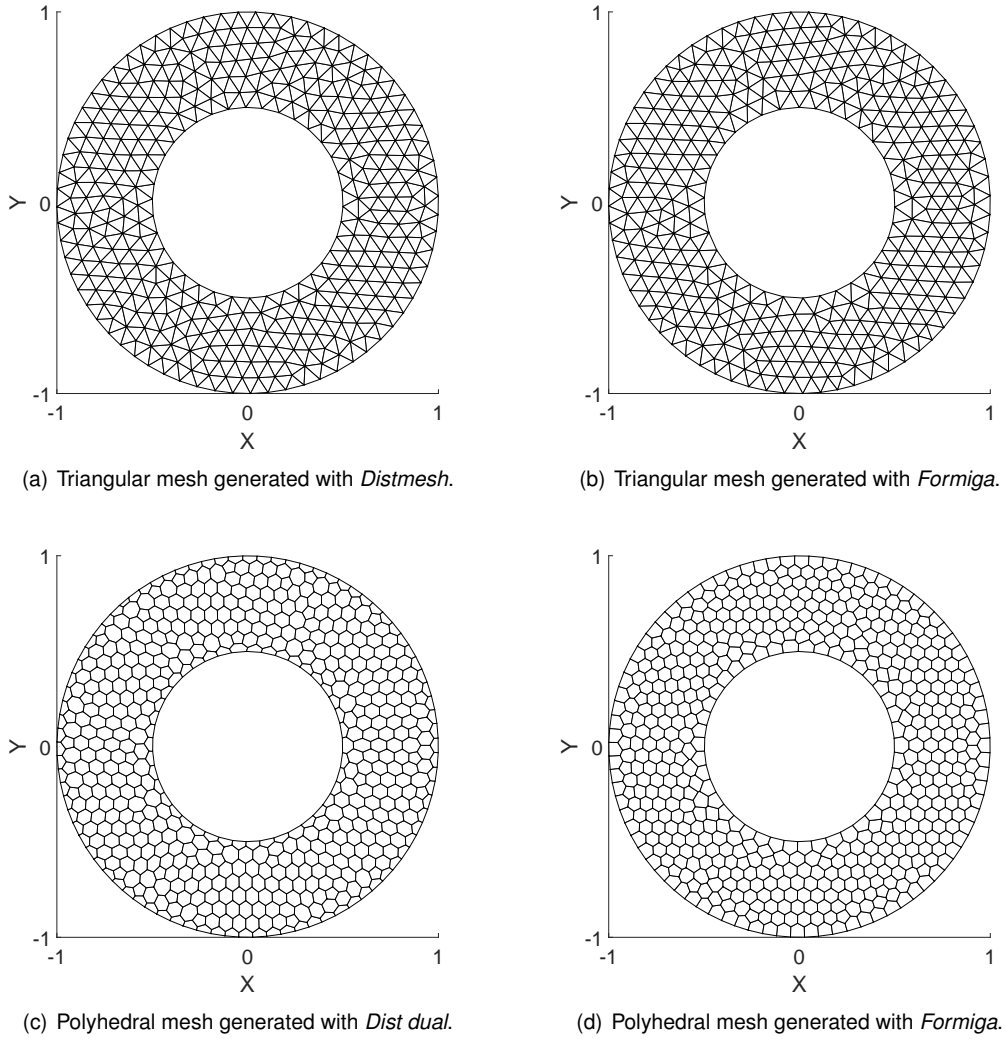 1
Y
0
-1
-1
0
1
X
(a) Triangular mesh generated with Distmesh.
1
Y
0
-1
-1
0
1
X
(b) Triangular mesh generated with Formiga.
1
Y
0
-1
-1
0
1
X
(c) Polyhedral mesh generated with Dist dual.
1
Y
0
-1
-1
0
1
X
(d) Polyhedral mesh generated with Formiga.